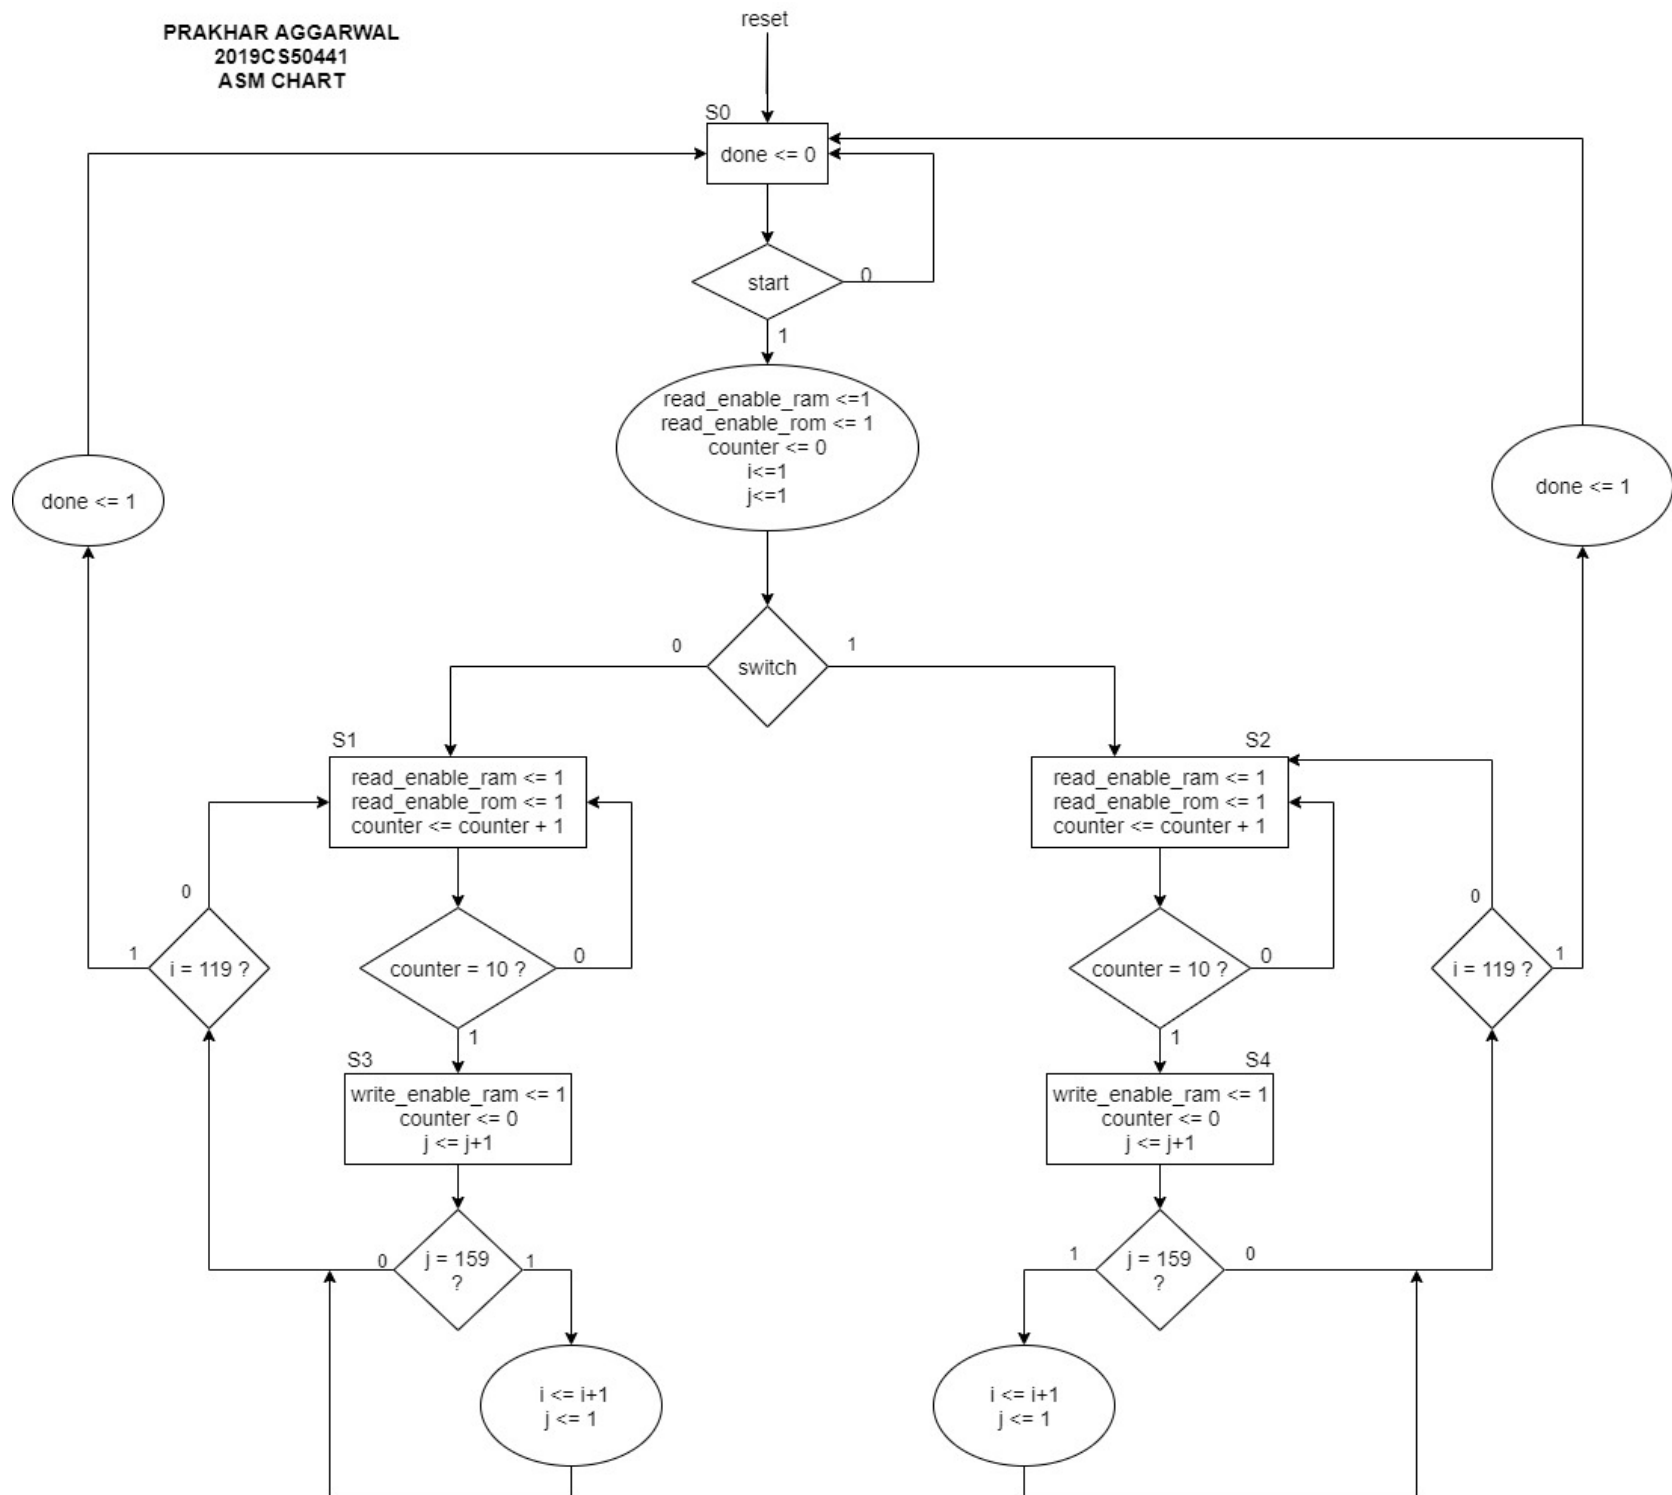 PRAKHAR AGGARWAL
2019CS50441
ASM CHART
reset
S0
done <= 0
start
0
1
read_enable_ram <=1
read_enable_rom <= 1
counter <= 0
i<=1
j<=1
done <= 1
done <= 1
switch
0
1
S1
read_enable_ram <= 1
read_enable_rom <= 1
counter <= counter + 1
S2
read_enable_ram <= 1
read_enable_rom <= 1
counter <= counter + 1
0
1
i = 119 ?
counter = 10 ?
0
1
counter = 10 ?
0
1
0
i = 119 ?
1
S3
write_enable_ram <= 1
counter <= 0
j <= j+1
S4
write_enable_ram <= 1
counter <= 0
j <= j+1
0
j = 159
?
1
1
j = 159
?
0
i <= i+1
j <= 1
i <= i+1
j <= 1